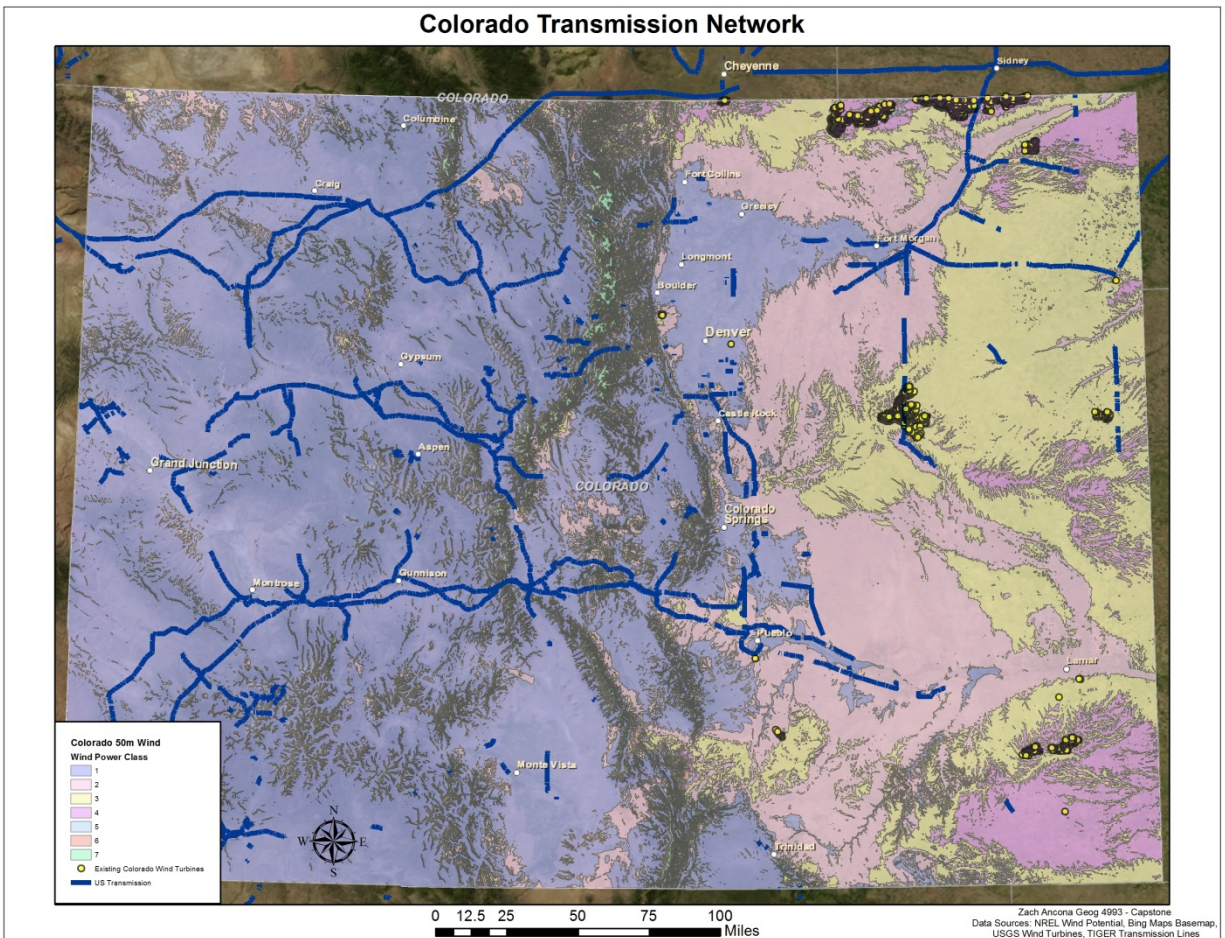 Colorado Transmission Network
Cheyenne
Sidney
COLORADO
Columbine
Craig
Fort Collins
Greeley
Fort Morgan
Longmont
Boulder
Denver
Gypsum
Castle Rock
Aspen
Grand Junction
COLORADO
Colorado
Springs
Montrose
Gunnison
Pueblo
Lamar
Monte Vista
Trinidad
Colorado 50m Wind
Wind Power Class
1
2
3
4
5
6
7
Existing Colorado Wind Turbines
US Transmission
N
W E
S
0 12.5 25 50 75 100
Miles
Zach Ancona Geog 4993 - Capstone
Data Sources: NREL Wind Potential, Bing Maps Basemap,
USGS Wind Turbines, TIGER Transmission Lines